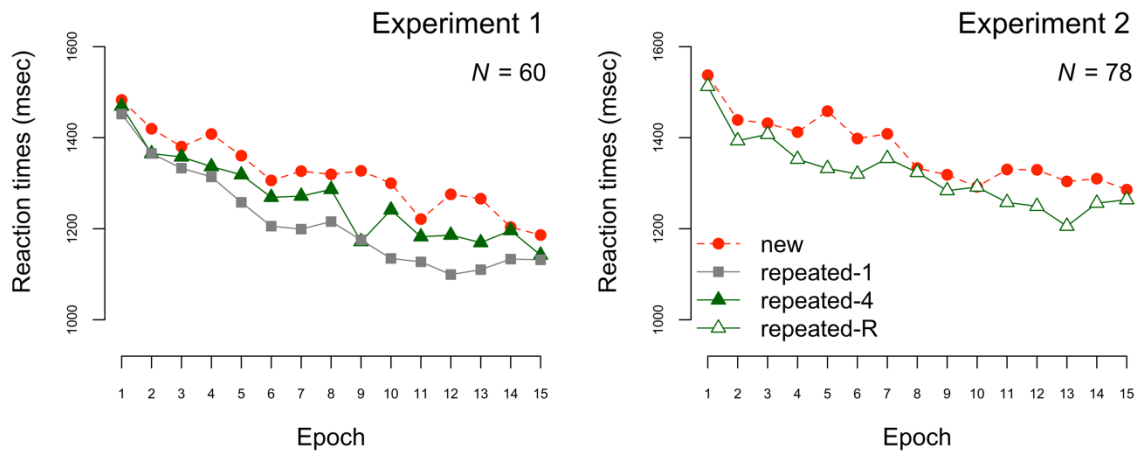 Experiment 1
N = 60
Reaction times (msec)
1600
1400
1200
1000
1 2 3 4 5 6 7 8 9 10 11 12 13 14 15
Epoch
Experiment 2
N = 78
Reaction times (msec)
1600
1400
1200
1000
new
repeated-1
repeated-4
repeated-R
1 2 3 4 5 6 7 8 9 10 11 12 13 14 15
Epoch